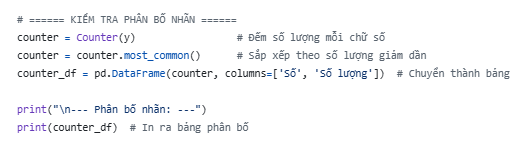 # ====== KIỂM TRA PHÂN BỐ NHÃN ======
counter = Counter(y)                # Đếm số lượng mỗi chữ số
counter = counter.most_common()     # Sắp xếp theo số lượng giảm dần
counter_df = pd.DataFrame(counter, columns=['Số', 'Số lượng'])  # Chuyển thành bảng
print("\n--- Phân bố nhãn: ---")
print(counter_df)  # In ra bảng phân bố